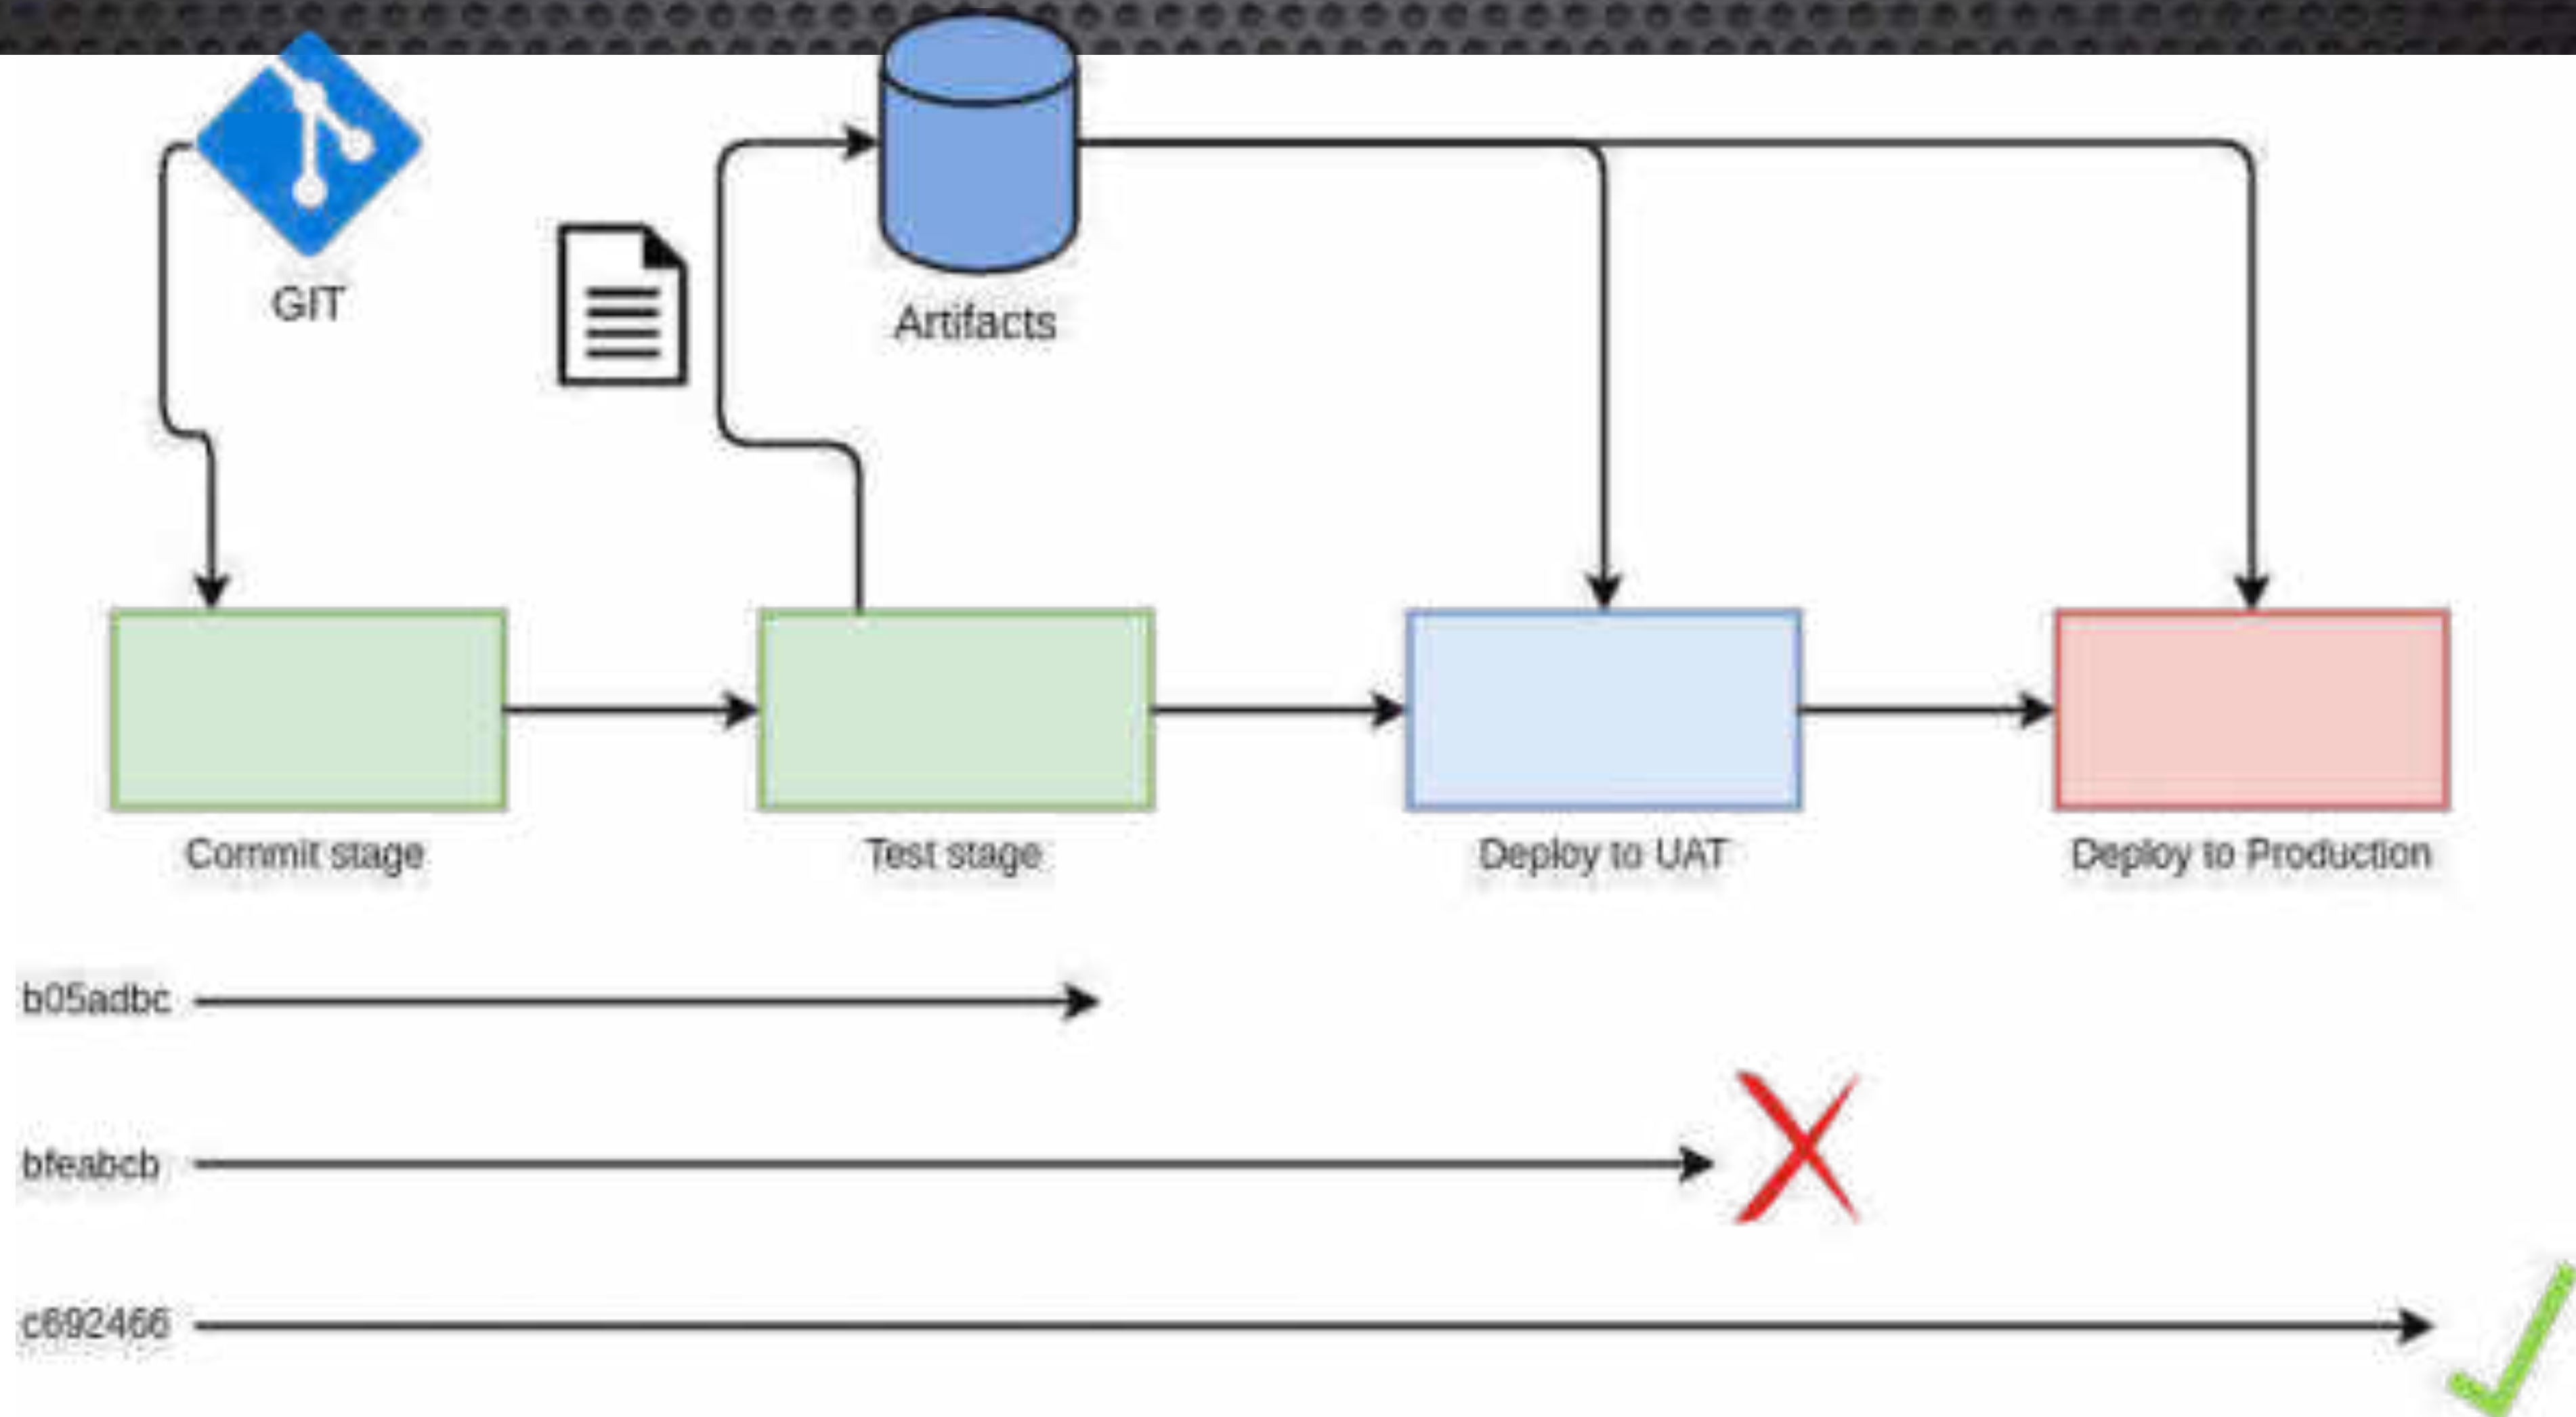 GIT
Artifacts
Commit stage
Test stage
Deploy to UAT
Deploy to Production
b05adbc
bfeabcb
c692466